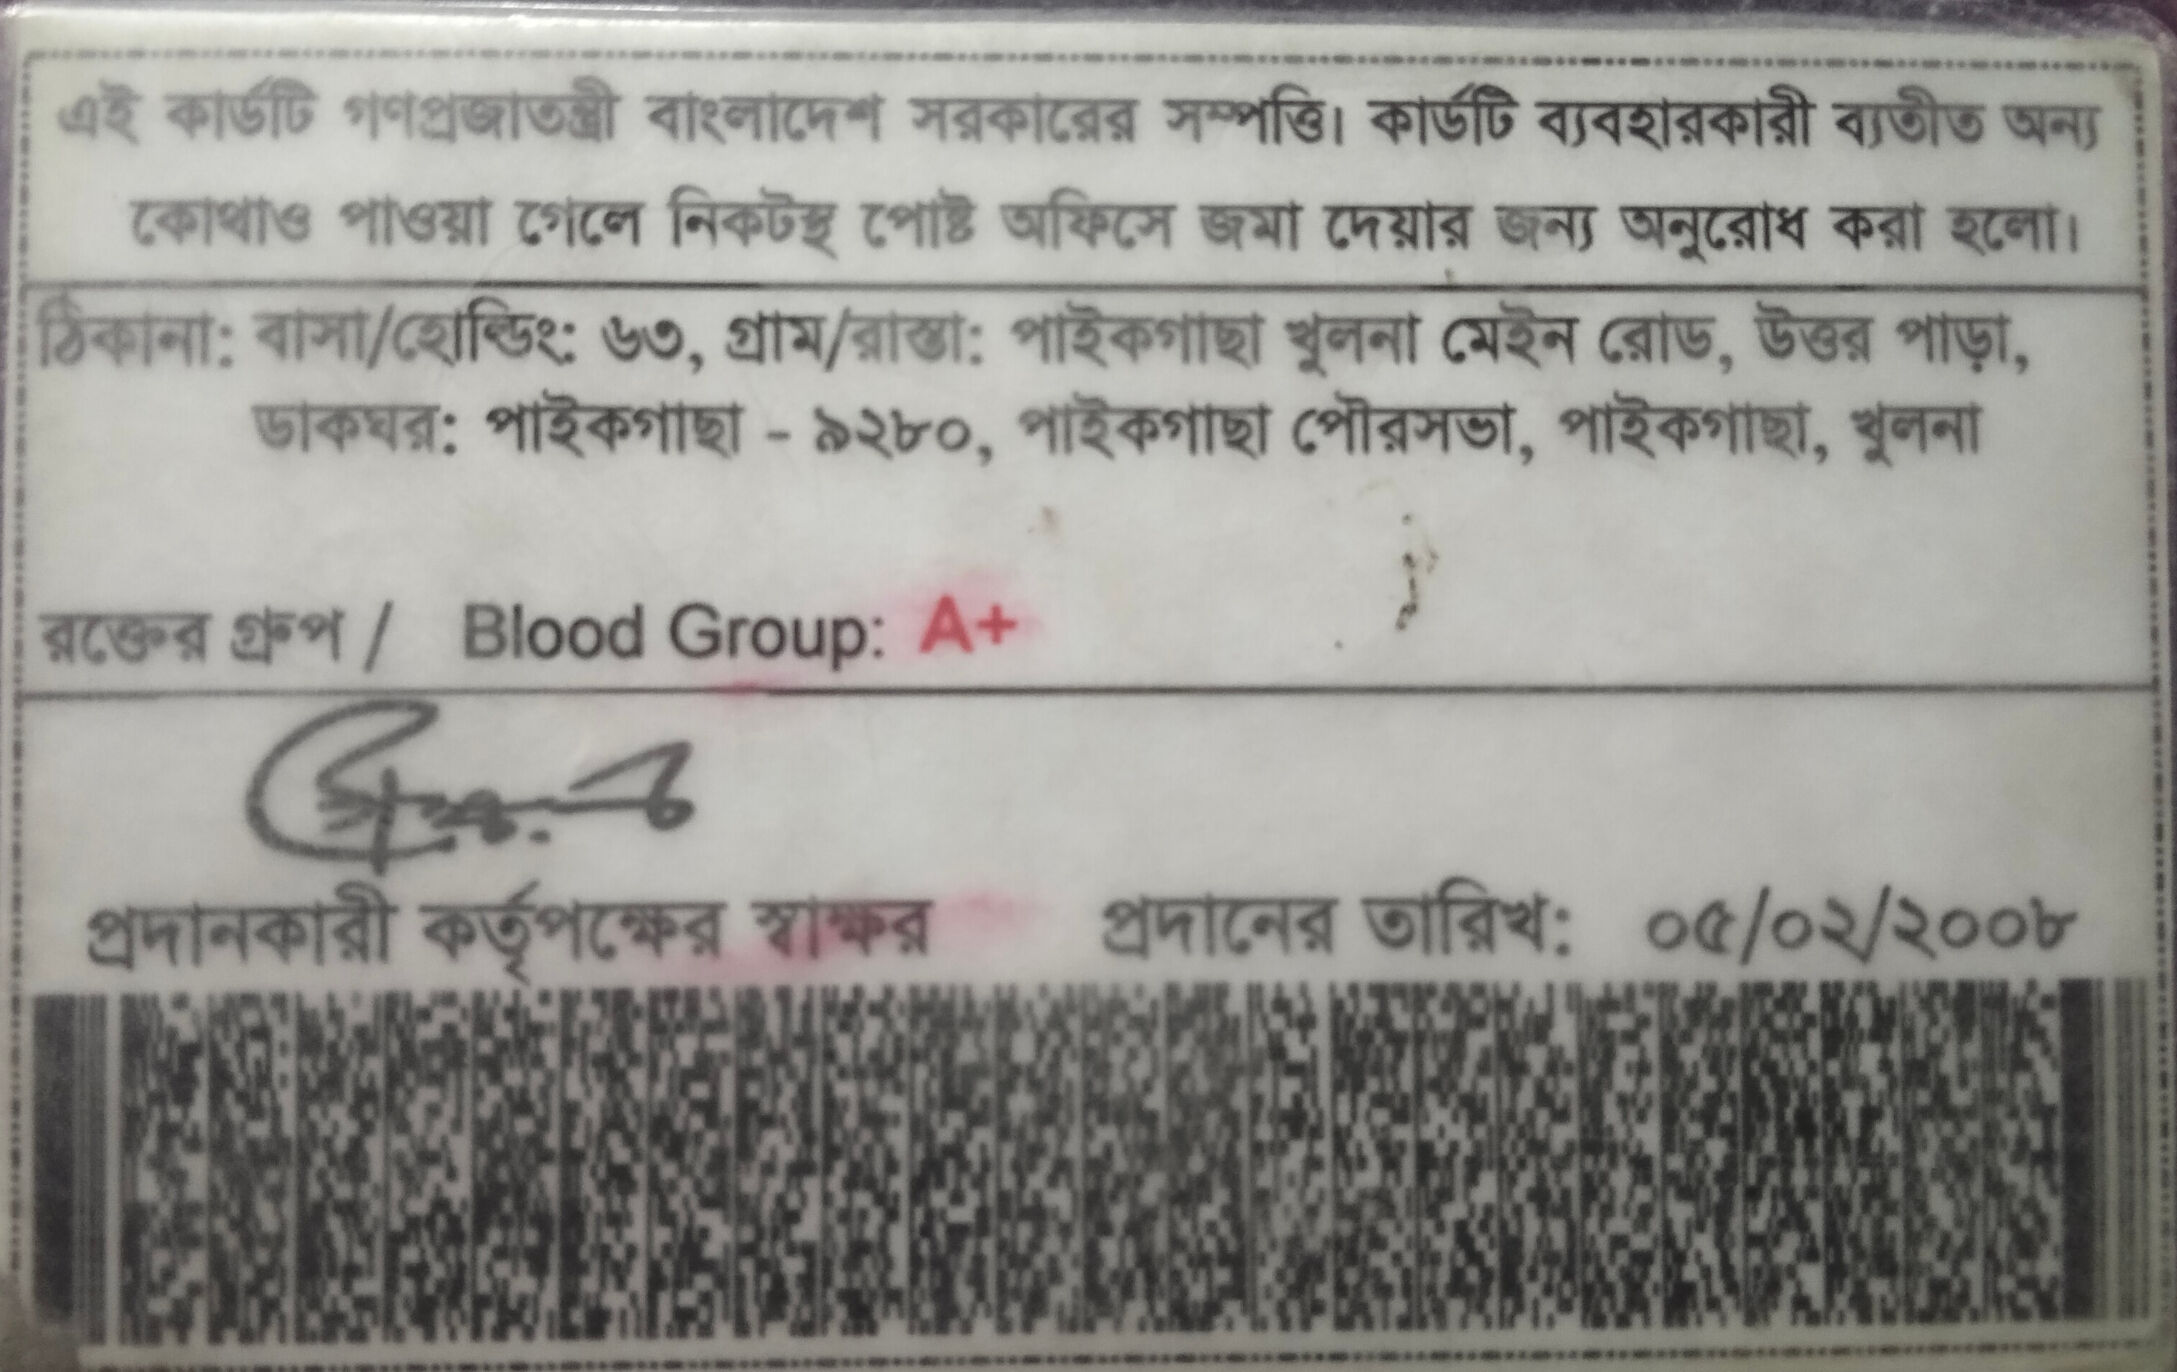 এই কার্ডটি গণপ্রজাতন্ত্রী বাংলাদেশ সরকারের সম্পত্তি। কার্ডটি ব্যবহারকারী ব্যতীত অন্য
কোথাও পাওয়া গেলে নিকটস্থ পোষ্ট অফিসে জমা দেয়ার জন্য অনুরোধ করা হলো।
ঠিকানা: বাসা/হোল্ডিং: ৬৩, গ্রাম/রাস্তা: পাইকগাছা খুলনা মেইন রোড, উত্তর পাড়া,
ডাকঘর: পাইকগাছা - ৯২৮০, পাইকগাছা পৌরসভা, পাইকগাছা, খুলনা
রক্তের গ্রুপ / Blood Group: A+
প্রদানকারী কর্তৃপক্ষের স্বাক্ষর প্রদানের তারিখ: ০৫/০২/২০০৮